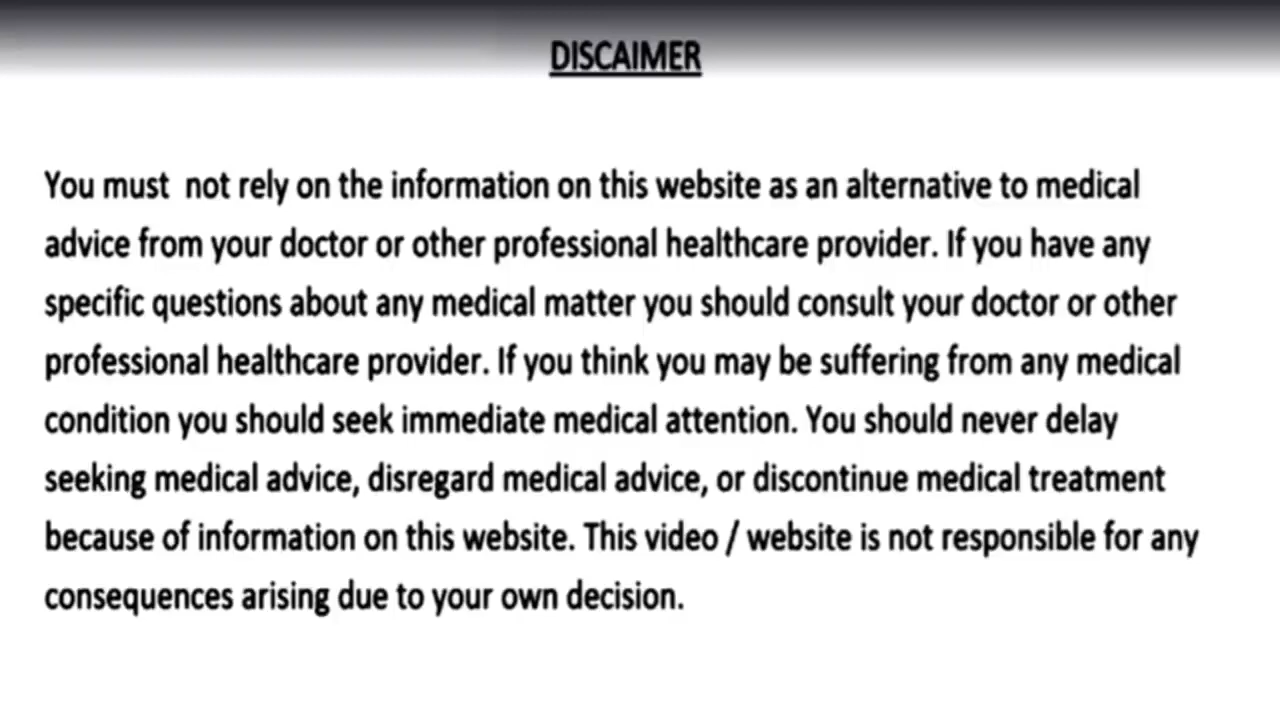 DISCAIMER
You must  not rely on the information on this website as an alternative to medical
advice from your doctor or other professional healthcare provider. If you have any
specific questions about any medical matter you should consult your doctor or other
professional healthcare provider. If you think you may be suffering from any medical
condition you should seek immediate medical attention. You should never delay
seeking medical advice, disregard medical advice, or discontinue medical treatment
because of information on this website. This video / website is not responsible for any
consequences arising due to your own decision.